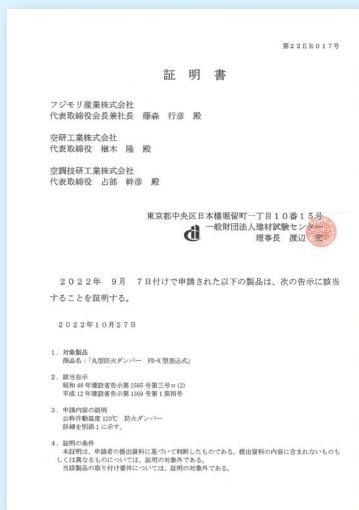 第22ER017号
証 明 書
フジモリ産業株式会社
代表取締役会長兼社長 藤森 行彦 殿
空研工業株式会社
代表取締役 楢木 隆 殿
空調技研工業株式会社
代表取締役 占部 幹彦 殿
東京都中央区日本橋堀留町一丁目10番15号
一般財団法人建材試験センター
理事長 渡辺 宏
2022年 9月 7日付けで申請された以下の製品は、次の告示に該当
することを証明する。
2022年10月27日
1. 対象製品
商品名:「丸型防火ダンパー FD-K型差込式」
2. 該当告示
昭和48年建設省告示第2565号第三号ロ(2)
平成12年建設省告示第1369号第1第四号
3. 申請内容の説明
公称作動温度120℃ 防火ダンパー
詳細を別添1に示す。
4. 証明の条件
本証明は、申請者の提出資料に基づいて判断したものである。提出資料の内容に含まれないものも
しくは異なるものについては、証明の対象外である。
当該製品の取り付け要件については、証明の対象外である。